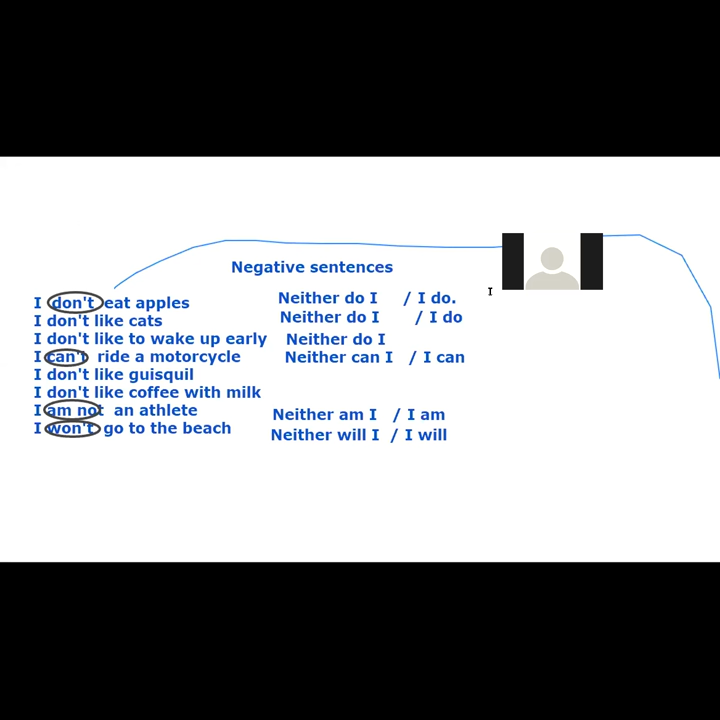 Negative sentences
I don't eat apples Neither do I / I do.
I don't like cats Neither do I / I do
I don't like to wake up early Neither do I
I can't ride a motorcycle Neither can I / I can
I don't like guisquil
I don't like coffee with milk
I am not an athlete Neither am I / I am
I won't go to the beach Neither will I / I will